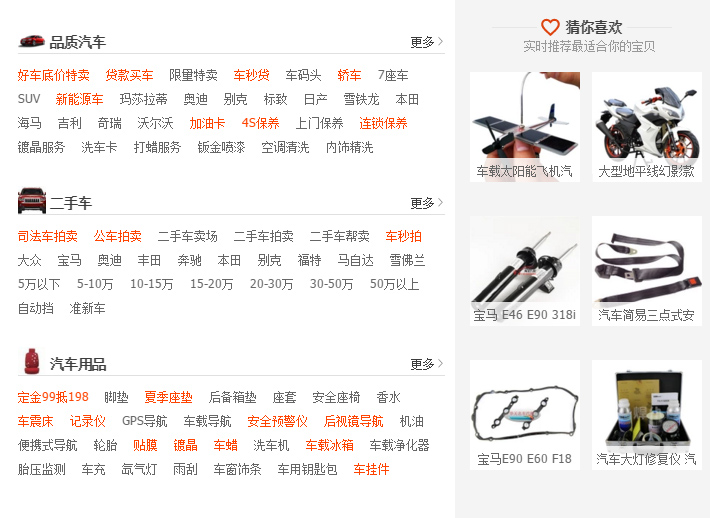 品质汽车 更多
好车底价特卖 贷款买车 限量特卖 车秒贷 车码头 轿车 7座车
SUV 新能源车 玛莎拉蒂 奥迪 别克 标致 日产 雪铁龙 本田
海马 吉利 奇瑞 沃尔沃 加油卡 4S保养 上门保养 连锁保养
镀晶服务 洗车卡 打蜡服务 钣金喷漆 空调清洗 内饰精洗
二手车 更多
司法车拍卖 公车拍卖 二手车卖场 二手车拍卖 二手车帮卖 车秒拍
大众 宝马 奥迪 丰田 奔驰 本田 别克 福特 马自达 雪佛兰
5万以下 5-10万 10-15万 15-20万 20-30万 30-50万 50万以上
自动挡 准新车
汽车用品 更多
定金99抵198 脚垫 夏季座垫 后备箱垫 座套 安全座椅 香水
车震床 记录仪 GPS导航 车载导航 安全预警仪 后视镜导航 机油
便携式导航 轮胎 贴膜 镀晶 车蜡 洗车机 车载冰箱 车载净化器
胎压监测 车充 氙气灯 雨刮 车窗饰条 车用钥匙包 车挂件
猜你喜欢
实时推荐最适合你的宝贝
车载太阳能飞机汽
大型地平线幻影款
宝马 E46 E90 318i
汽车简易三点式安
宝马E90 E60 F18
汽车大灯修复仪 汽